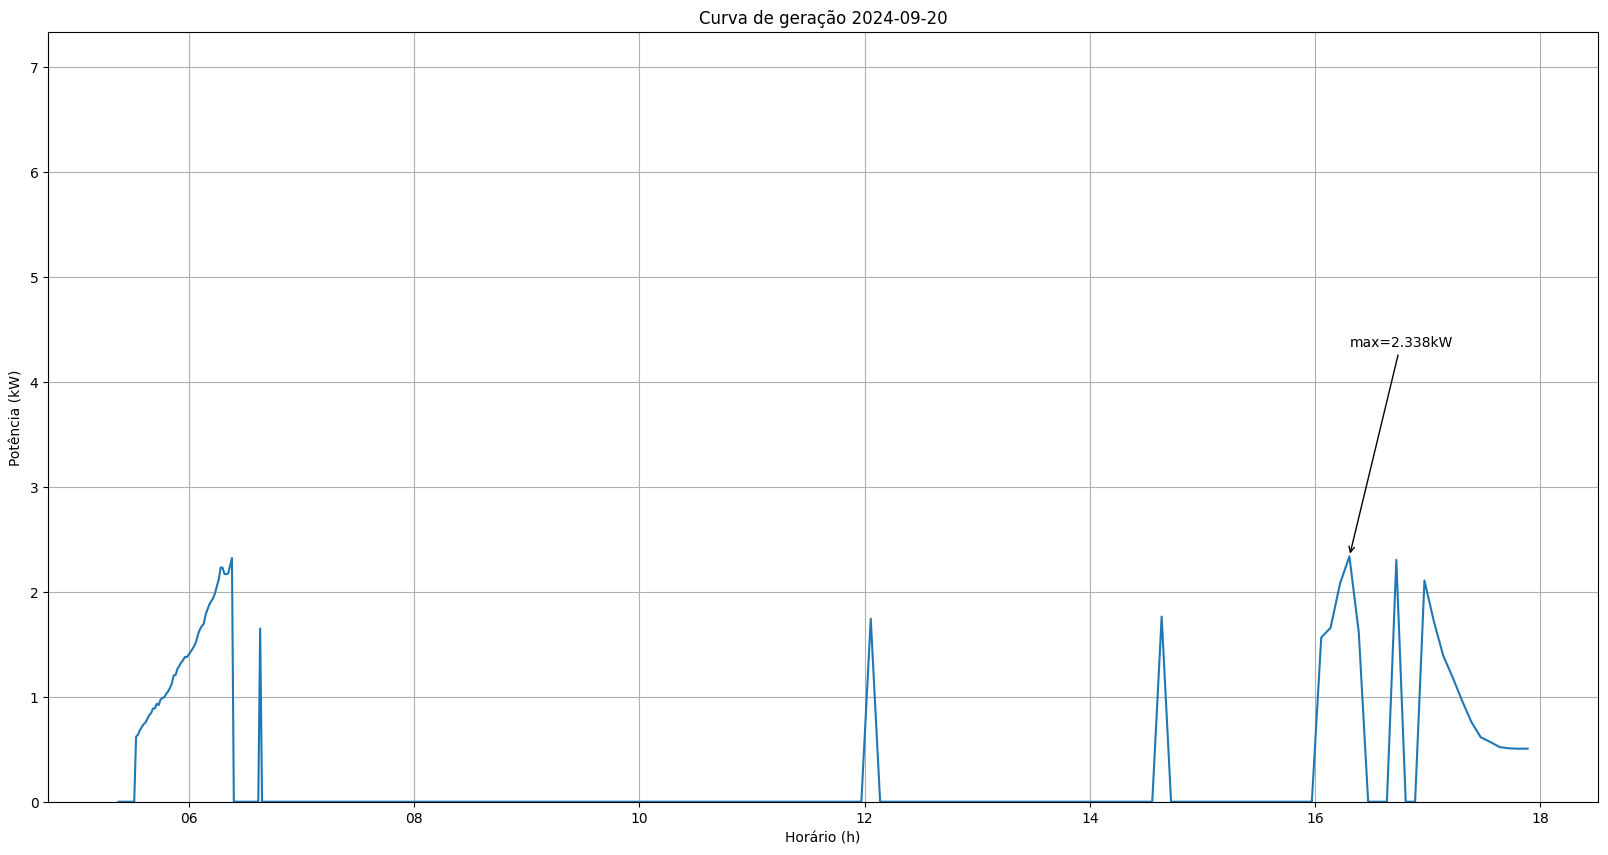 Curva de geração 2024-09-20
7
6
5
4
3
2
1
0
Potência (kW)
max=2.338kW
06 08 10 12 14 16 18
Horário (h)